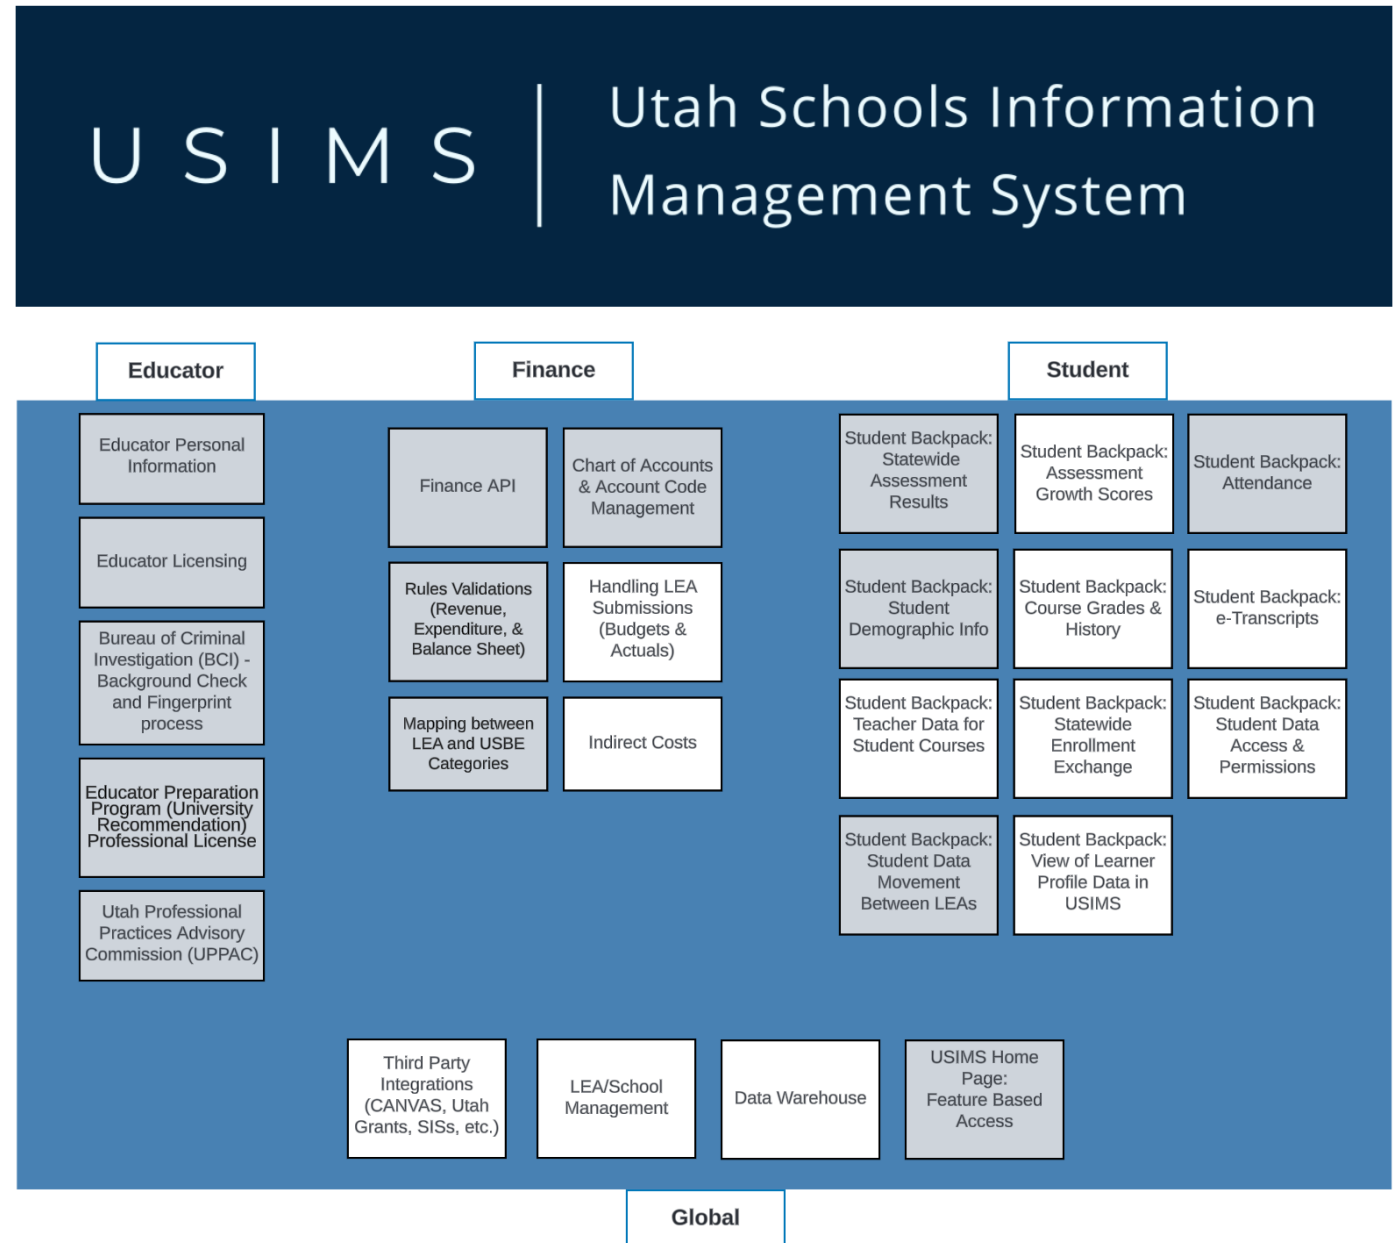 USIMS
Utah Schools Information
Management System
Educator
Finance
Student
Educator Personal
Information
Educator Licensing
Bureau of Criminal
Investigation (BCI) -
Background Check
and Fingerprint
process
Educator Preparation
Program (University
Recommendation)
Professional License
Utah Professional
Practices Advisory
Commission (UPPAC)
Finance API
Chart of Accounts
& Account Code
Management
Rules Validations
(Revenue,
Expenditure, &
Balance Sheet)
Handling LEA
Submissions
(Budgets &
Actuals)
Mapping between
LEA and USBE
Categories
Indirect Costs
Student Backpack:
Statewide
Assessment
Results
Student Backpack:
Assessment
Growth Scores
Student Backpack:
Attendance
Student Backpack:
Student
Demographic Info
Student Backpack:
Course Grades &
History
Student Backpack:
e-Transcripts
Student Backpack:
Teacher Data for
Student Courses
Student Backpack:
Statewide
Enrollment
Exchange
Student Backpack:
Student Data
Access &
Permissions
Student Backpack:
Student Data
Movement
Between LEAs
Student Backpack:
View of Learner
Profile Data in
USIMS
Third Party
Integrations
(CANVAS, Utah
Grants, SISs, etc.)
LEA/School
Management
Data Warehouse
USIMS Home
Page:
Feature Based
Access
Global